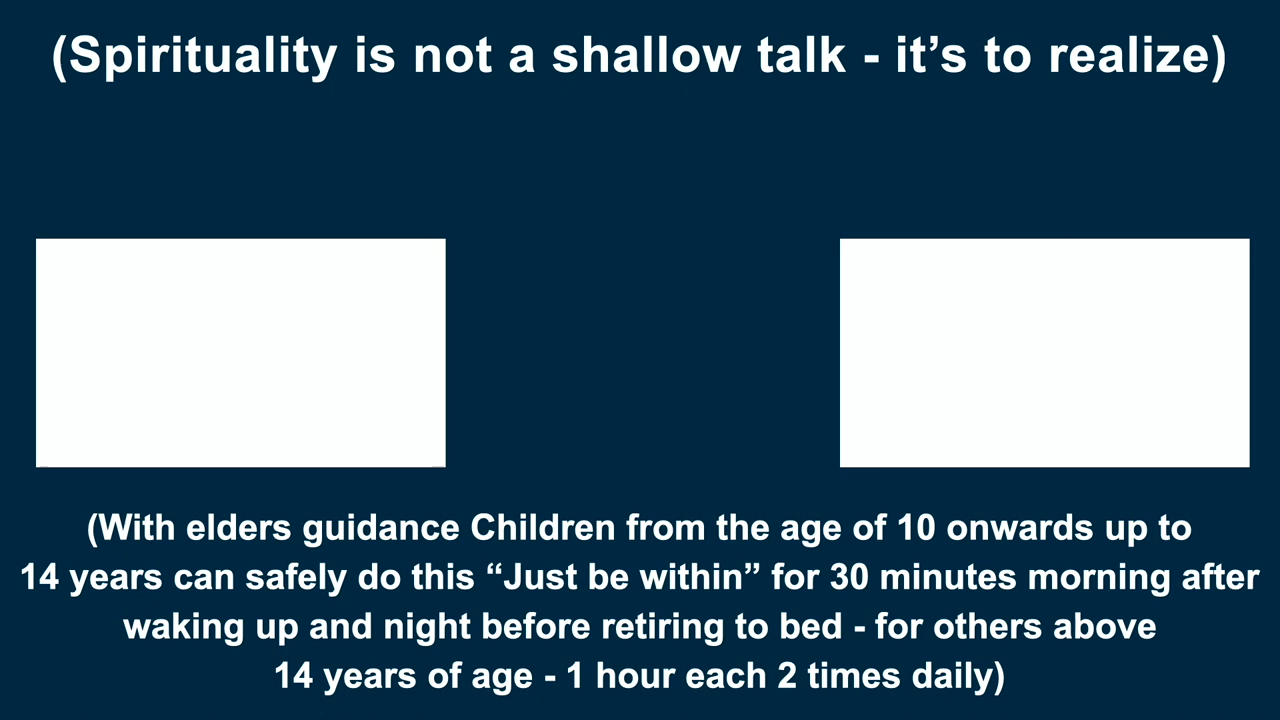 (Spirituality is not a shallow talk - it’s to realize)
(With elders guidance Children from the age of 10 onwards up to
14 years can safely do this “Just be within” for 30 minutes morning after
waking up and night before retiring to bed - for others above
14 years of age - 1 hour each 2 times daily)